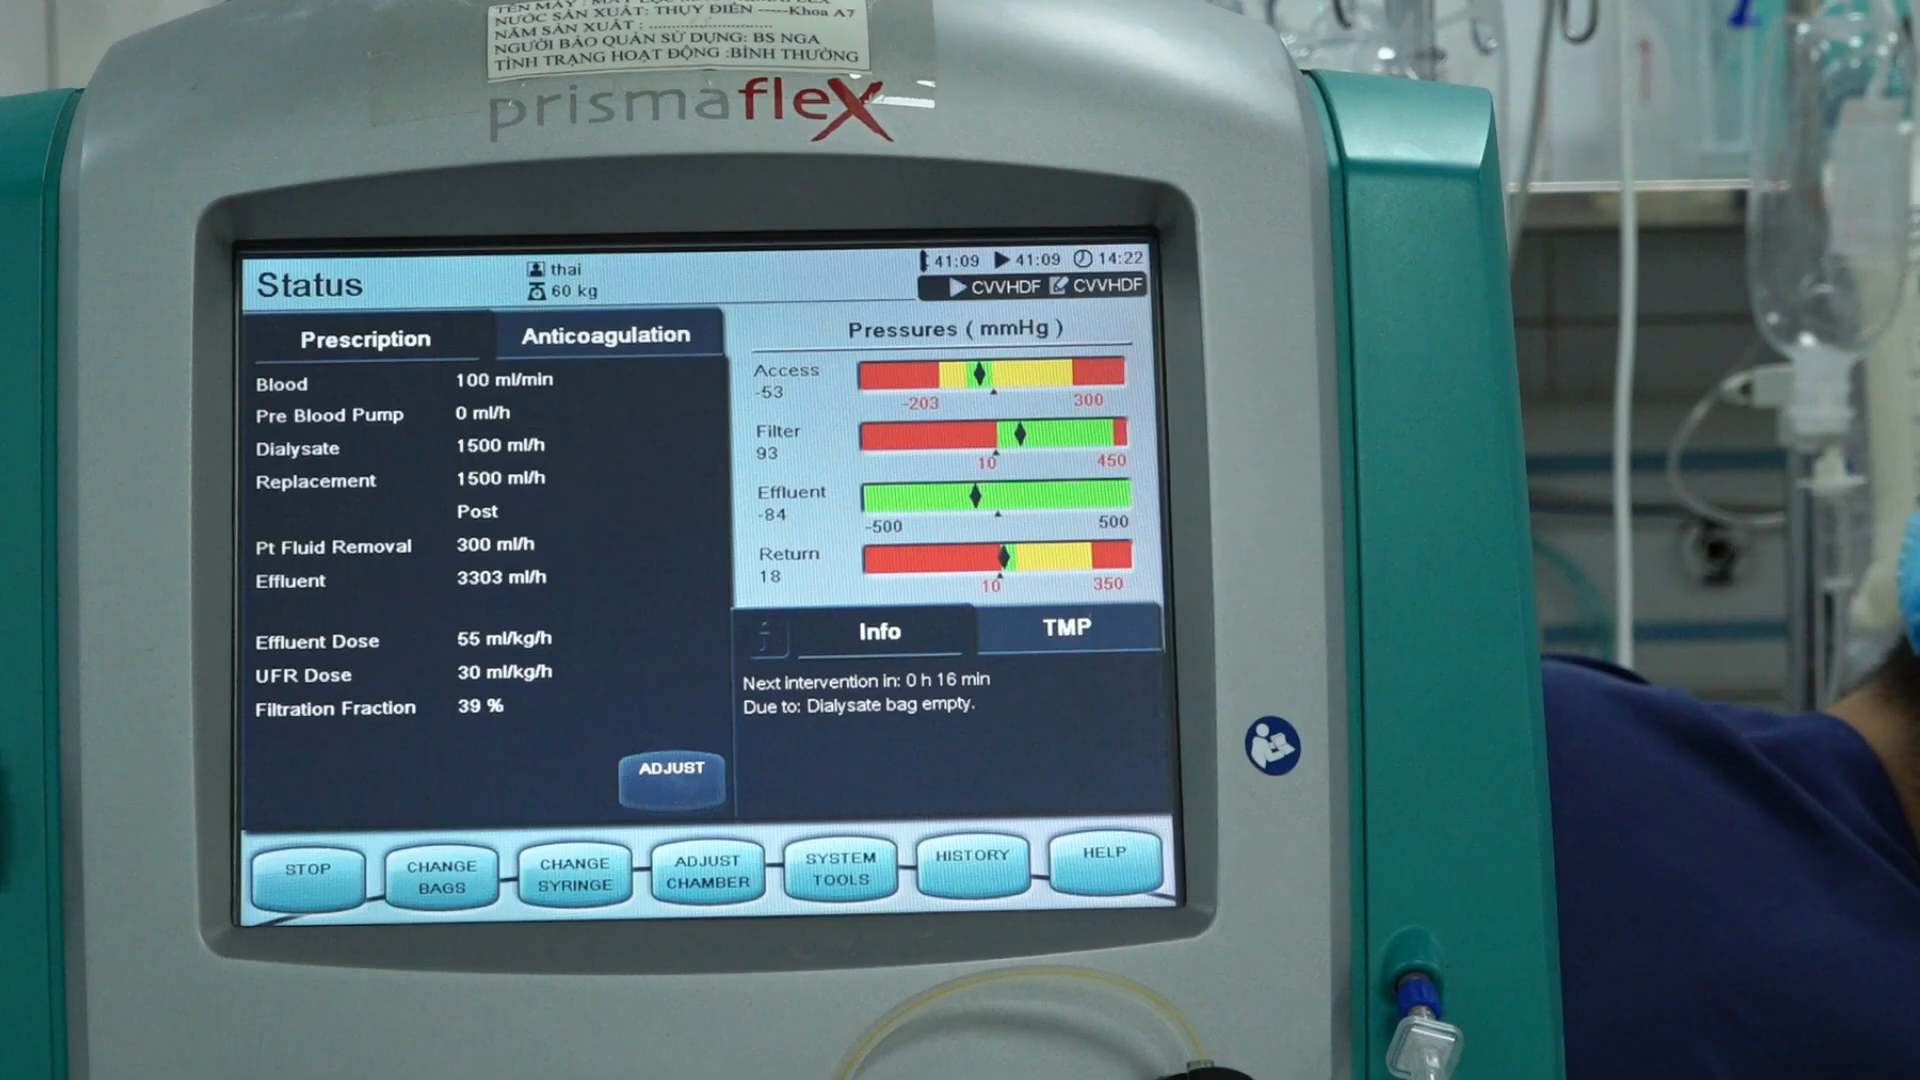 TÊN MÁY : MÁY LỌC
NƯỚC SẢN XUẤT: THỤY ĐIỂN -----Khoa A7
NĂM SẢN XUẤT : ........................
NGƯỜI BẢO QUẢN SỬ DỤNG: BS NGA
TÌNH TRẠNG HOẠT ĐỘNG :BÌNH THƯỜNG
prismaflex
Status
thai
60 kg
41:09 41:09 14:22
CVVHDF CVVHDF
Prescription Anticoagulation
Blood 100 ml/min
Pre Blood Pump 0 ml/h
Dialysate 1500 ml/h
Replacement 1500 ml/h
Post
Pt Fluid Removal 300 ml/h
Effluent 3303 ml/h
Effluent Dose 55 ml/kg/h
UFR Dose 30 ml/kg/h
Filtration Fraction 39 %
ADJUST
Pressures ( mmHg )
Access
-53
-203 300
Filter
93
10 450
Effluent
-84
-500 500
Return
18
10 350
Info TMP
Next intervention in: 0 h 16 min
Due to: Dialysate bag empty.
STOP
CHANGE
BAGS
CHANGE
SYRINGE
ADJUST
CHAMBER
SYSTEM
TOOLS
HISTORY
HELP